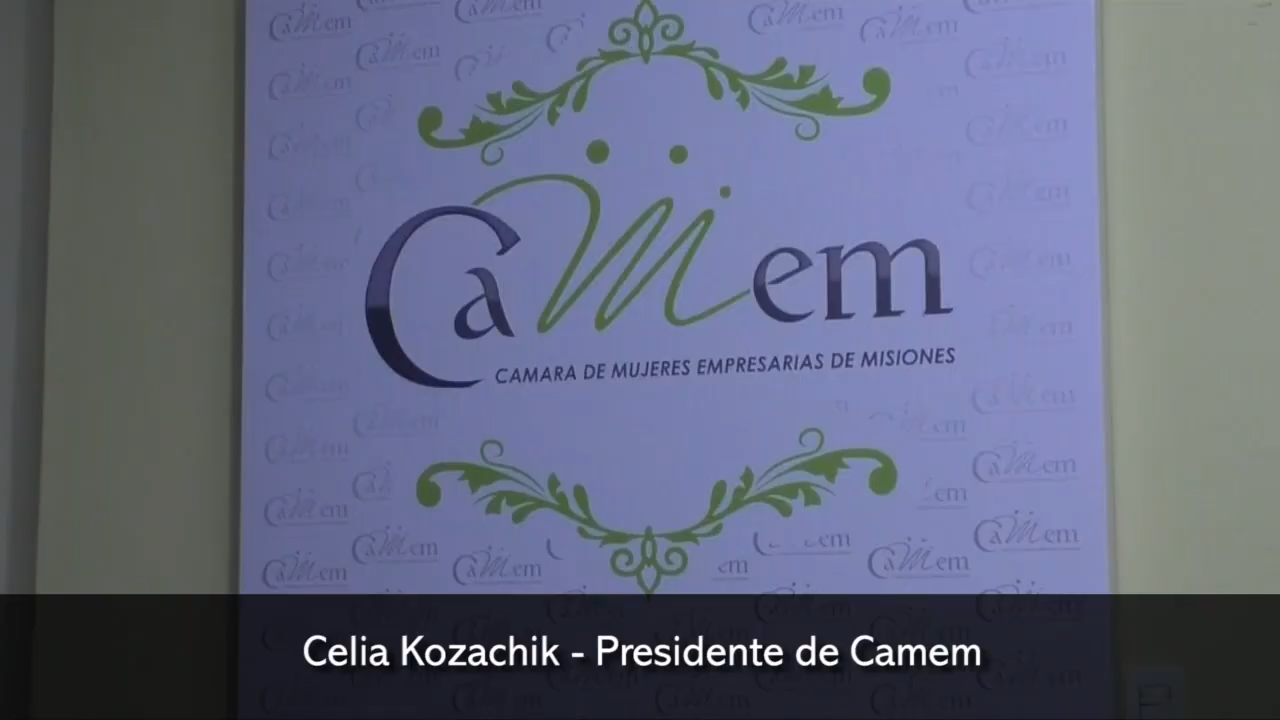 CaMem
CAMARA DE MUJERES EMPRESARIAS DE MISIONES
Celia Kozachik - Presidente de Camem